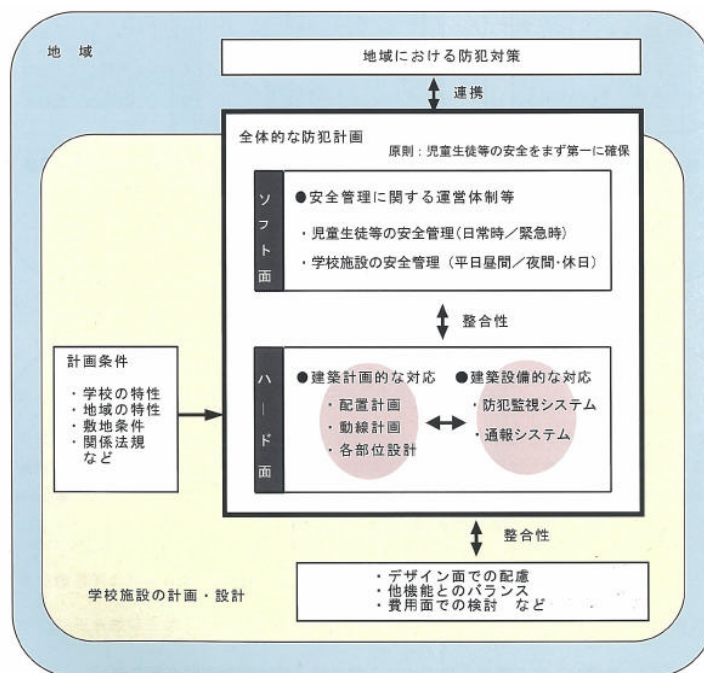 地　域
地域における防犯対策
連携
全体的な防犯計画
原則：児童生徒等の安全をまず第一に確保
ソフト面
●安全管理に関する運営体制等
・児童生徒等の安全管理（日常時／緊急時）
・学校施設の安全管理（平日昼間／夜間・休日）
整合性
計画条件
・学校の特性
・地域の特性
・敷地条件
・関係法規
など
ハード面
●建築計画的な対応
・配置計画
・動線計画
・各部位設計
●建築設備的な対応
・防犯監視システム
・通報システム
整合性
学校施設の計画・設計
・デザイン面での配慮
・他機能とのバランス
・費用面での検討　など